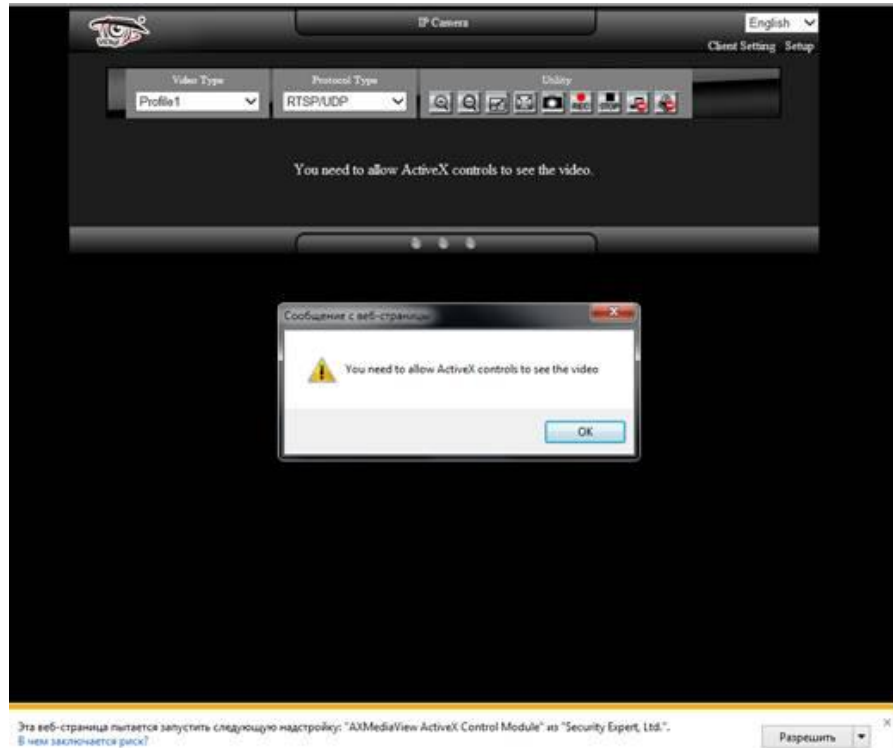 IP Camera
English
Client Setting Setup
Video Type
Protocol Type
Utility
Profile1
RTSP/UDP
REC
STOP
You need to allow ActiveX controls to see the video.
Сообщение с веб-страницы
You need to allow ActiveX controls to see the video
OK
Эта веб-страница пытается запустить следующую надстройку: "AXMediaView ActiveX Control Module" из "Security Expert, Ltd.".
В чем заключается риск?
Разрешить